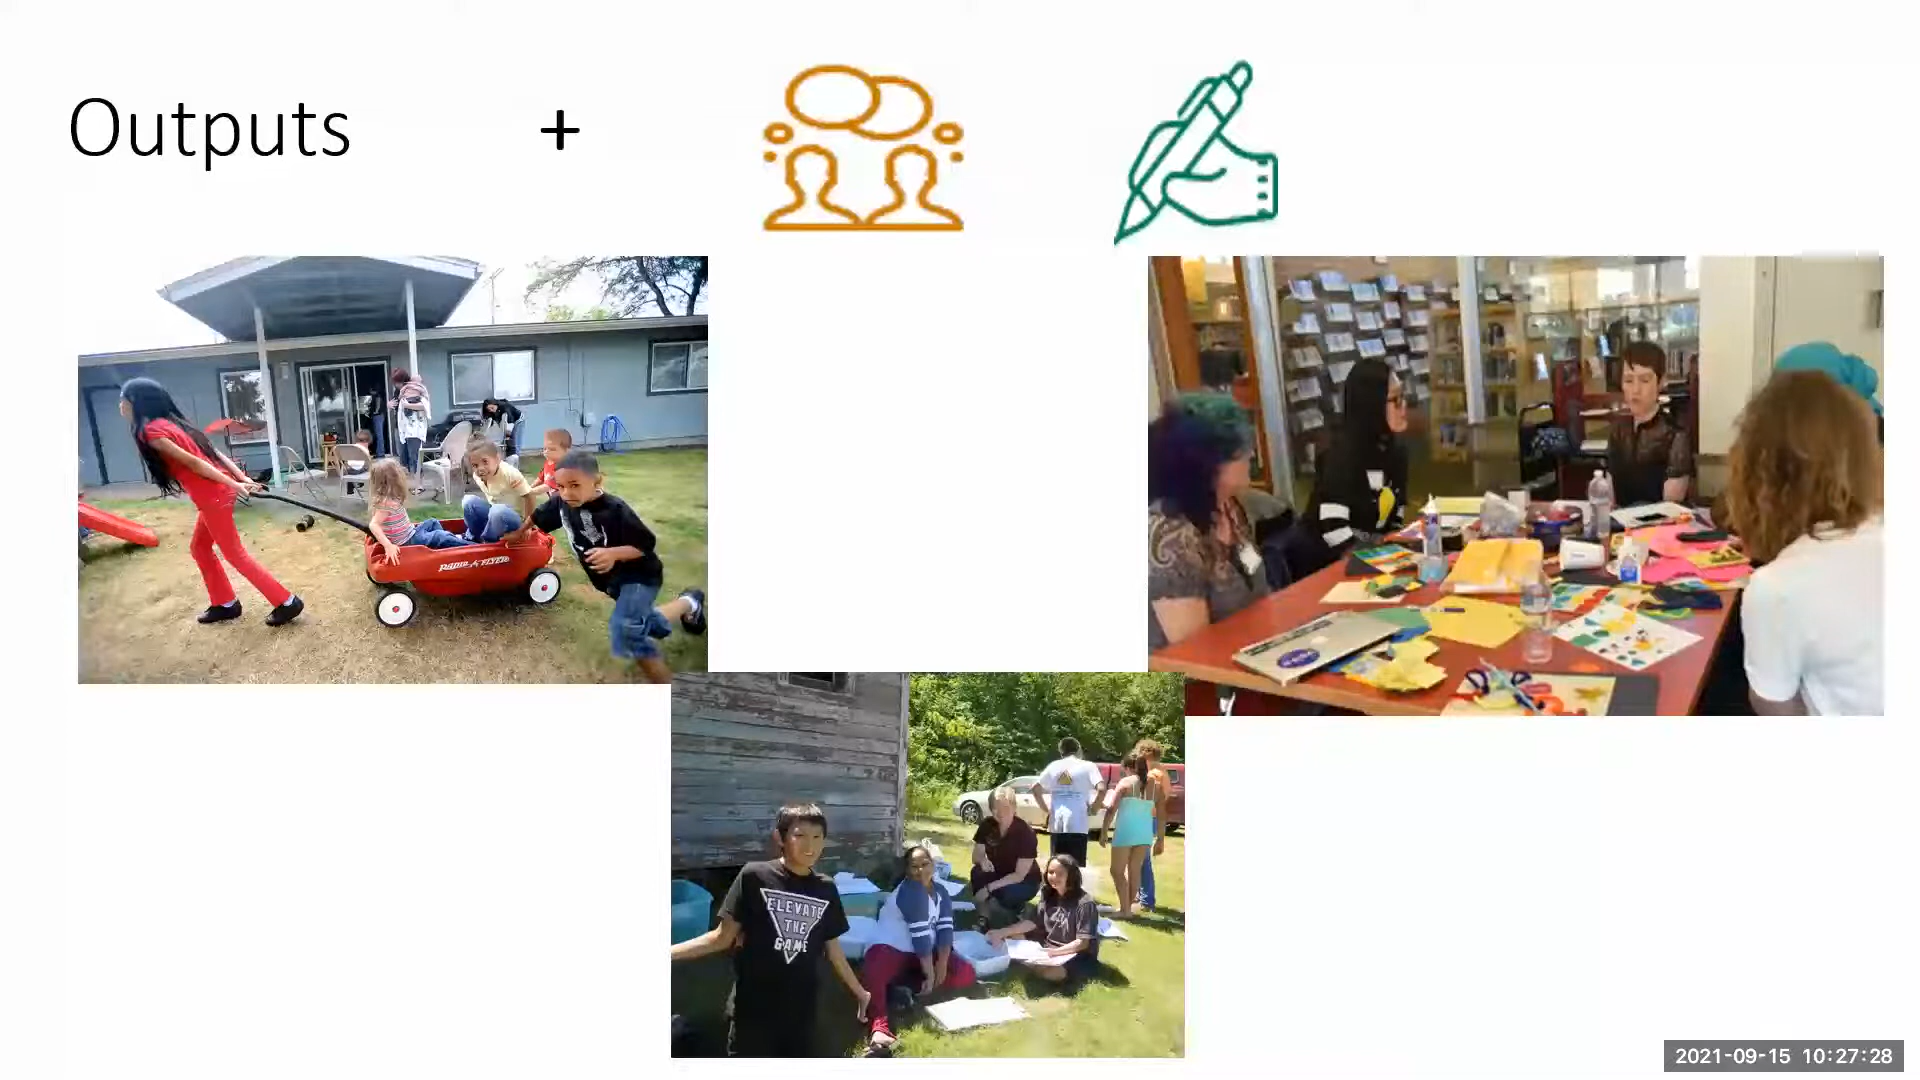 Outputs +
RADIO FLYER
ELEVATE
THE
GAME
2021-09-15 10:27:28